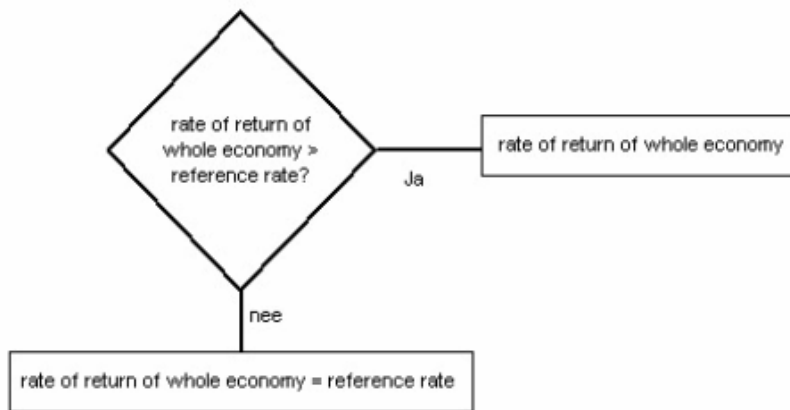 rate of return of
whole economy >
reference rate?
rate of return of whole economy
Ja
nee
rate of return of whole economy = reference rate